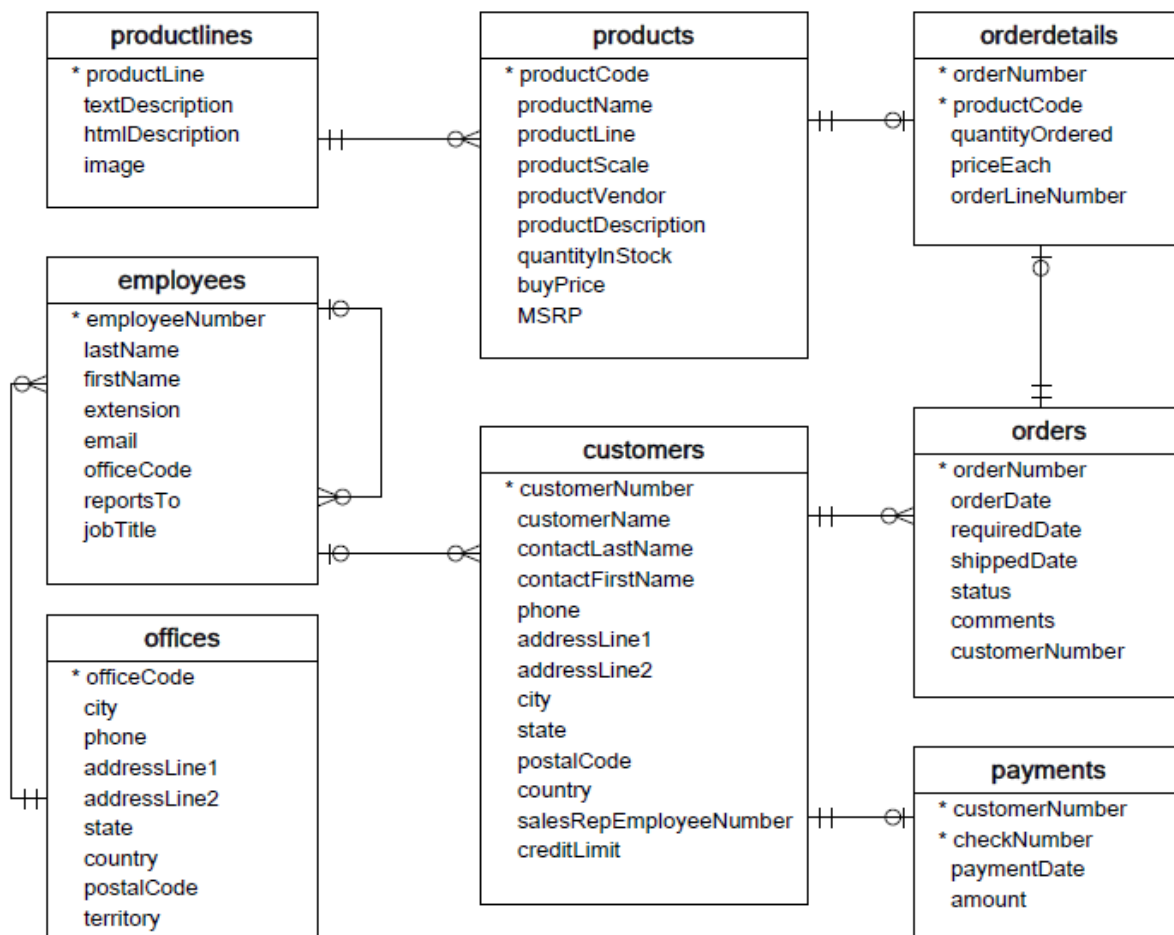 productlines
* productLine
textDescription
htmlDescription
image
products
* productCode
productName
productLine
productScale
productVendor
productDescription
quantityInStock
buyPrice
MSRP
orderdetails
* orderNumber
* productCode
quantityOrdered
priceEach
orderLineNumber
employees
* employeeNumber
lastName
firstName
extension
email
officeCode
reportsTo
jobTitle
customers
* customerNumber
customerName
contactLastName
contactFirstName
phone
addressLine1
addressLine2
city
state
postalCode
country
salesRepEmployeeNumber
creditLimit
orders
* orderNumber
orderDate
requiredDate
shippedDate
status
comments
customerNumber
offices
* officeCode
city
phone
addressLine1
addressLine2
state
country
postalCode
territory
payments
* customerNumber
* checkNumber
paymentDate
amount